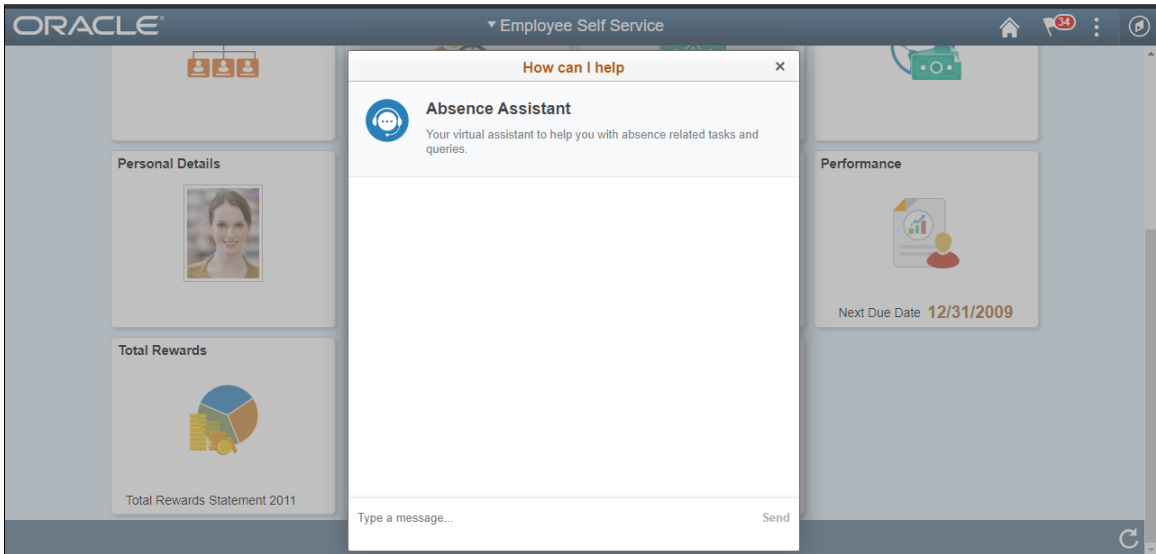 ORACLE
Employee Self Service
34
How can I help
×
Absence Assistant
Your virtual assistant to help you with absence related tasks and
queries.
Personal Details
Performance
Next Due Date 12/31/2009
Total Rewards
Total Rewards Statement 2011
Type a message...
Send